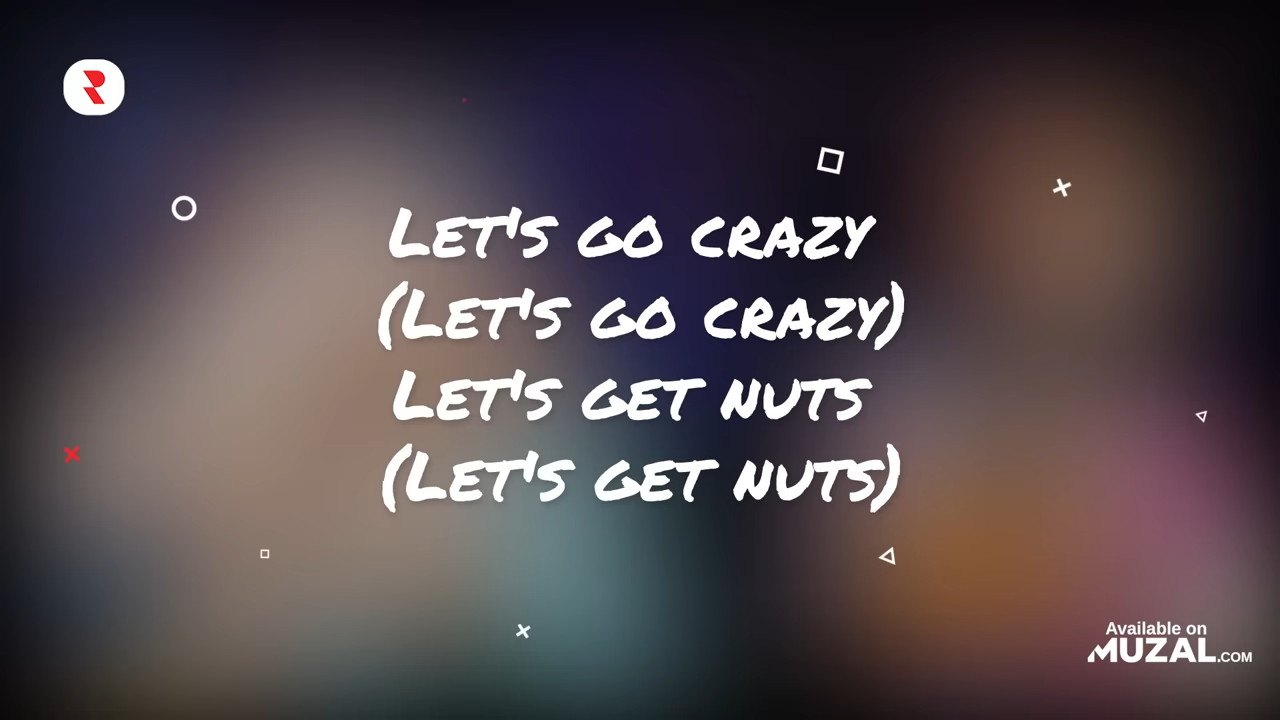 R
Let's go crazy
(Let's go crazy)
Let's get nuts
(Let's get nuts)
Available on
MUZAL.COM